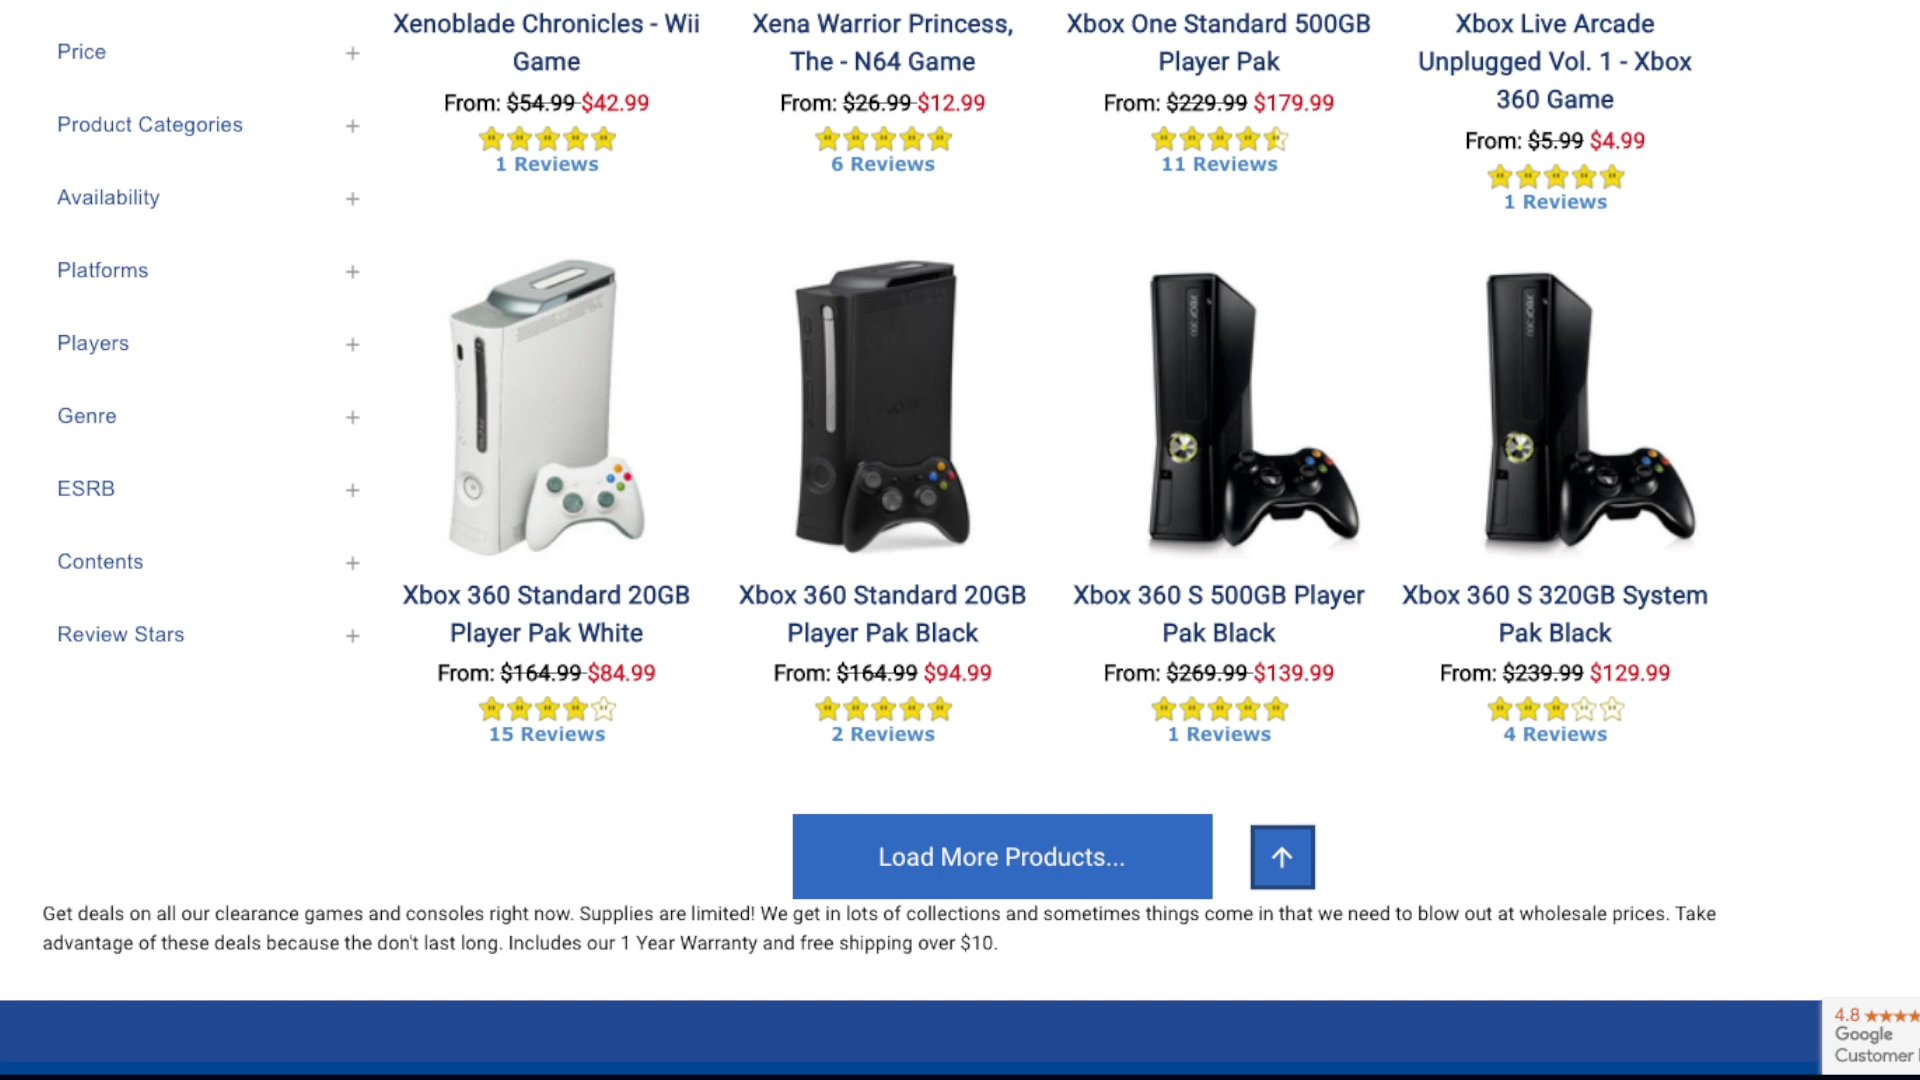 Price
+
Product Categories
+
Availability
+
Platforms
+
Players
+
Genre
+
ESRB
+
Contents
+
Review Stars
+
Xenoblade Chronicles - Wii
Game
From: $54.99 $42.99
1 Reviews
Xena Warrior Princess,
The - N64 Game
From: $26.99 $12.99
6 Reviews
Xbox One Standard 500GB
Player Pak
From: $229.99 $179.99
11 Reviews
Xbox Live Arcade
Unplugged Vol. 1 - Xbox
360 Game
From: $5.99 $4.99
1 Reviews
Xbox 360 Standard 20GB
Player Pak White
From: $164.99 $84.99
15 Reviews
Xbox 360 Standard 20GB
Player Pak Black
From: $164.99 $94.99
2 Reviews
XBOX 360
Xbox 360 S 500GB Player
Pak Black
From: $269.99 $139.99
1 Reviews
XBOX 360
Xbox 360 S 320GB System
Pak Black
From: $239.99 $129.99
4 Reviews
Load More Products...
Get deals on all our clearance games and consoles right now. Supplies are limited! We get in lots of collections and sometimes things come in that we need to blow out at wholesale prices. Take
advantage of these deals because the don't last long. Includes our 1 Year Warranty and free shipping over $10.
4.8
Google
Customer